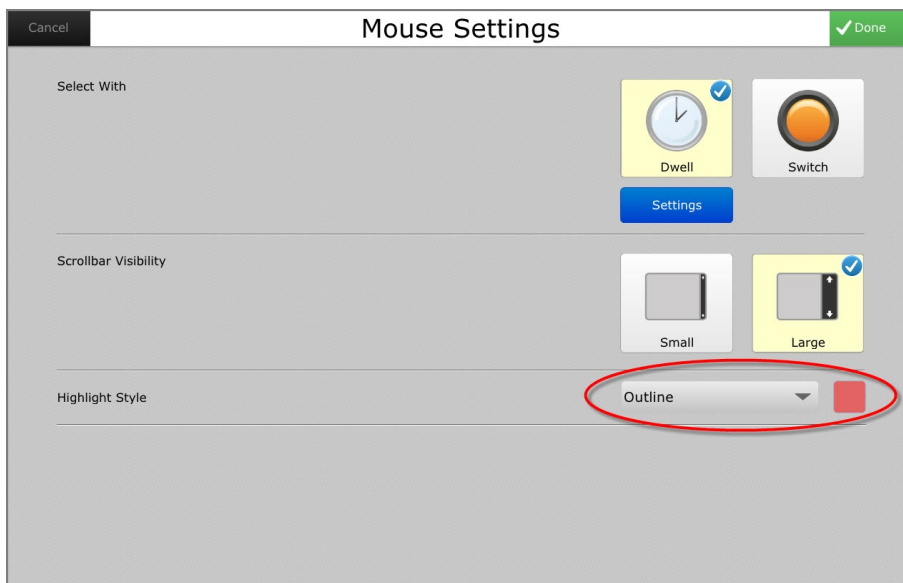 Cancel
Mouse Settings
Done
Select With
Dwell
Switch
Settings
Scrollbar Visibility
Small
Large
Highlight Style
Outline